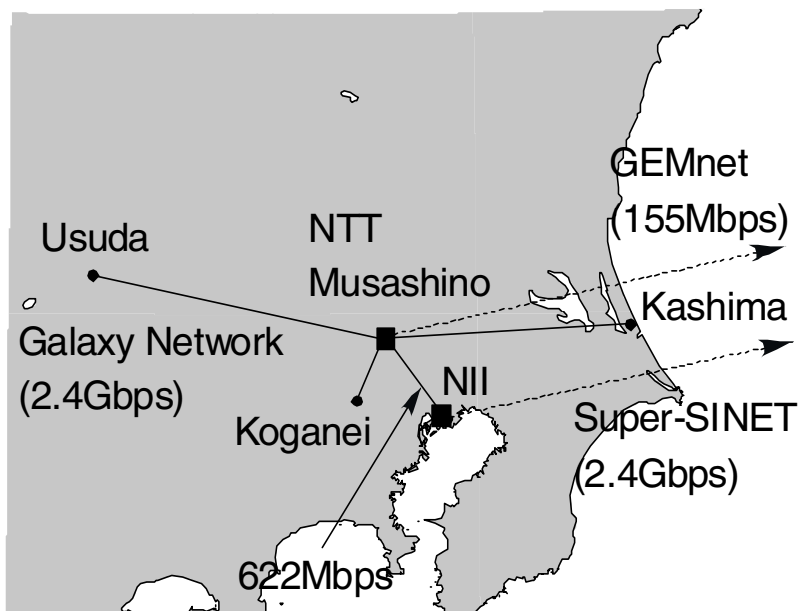 GEMnet
(155Mbps)
Usuda
NTT
Musashino
Kashima
Galaxy Network
(2.4Gbps)
NII
Koganei
Super-SINET
(2.4Gbps)
622Mbps